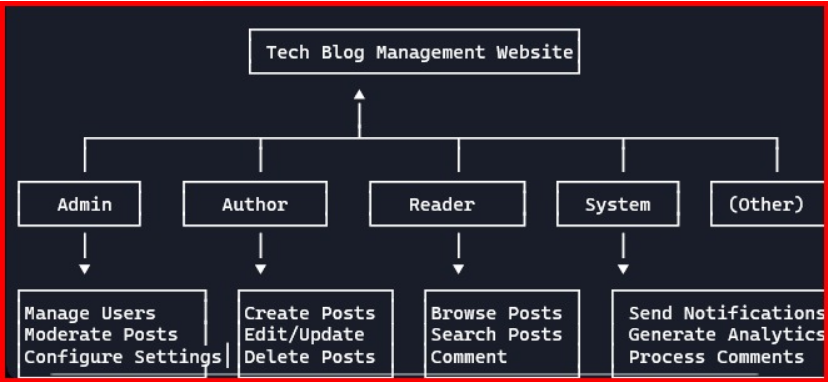 Tech Blog Management Website
Admin Author Reader System (Other)
Manage Users Create Posts Browse Posts Send Notifications
Moderate Posts Edit/Update Search Posts Generate Analytics
Configure Settings Delete Posts Comment Process Comments